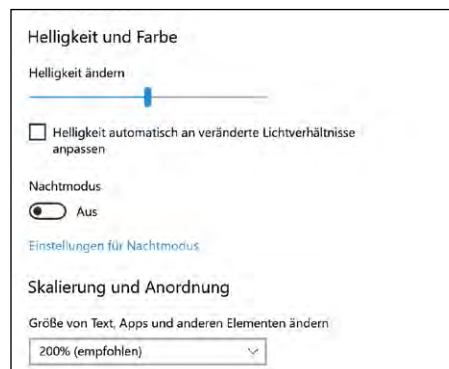 Helligkeit und Farbe
Helligkeit ändern
Helligkeit automatisch an veränderte Lichtverhältnisse
anpassen
Nachtmodus
Aus
Einstellungen für Nachtmodus
Skalierung und Anordnung
Größe von Text, Apps und anderen Elementen ändern
200% (empfohlen)